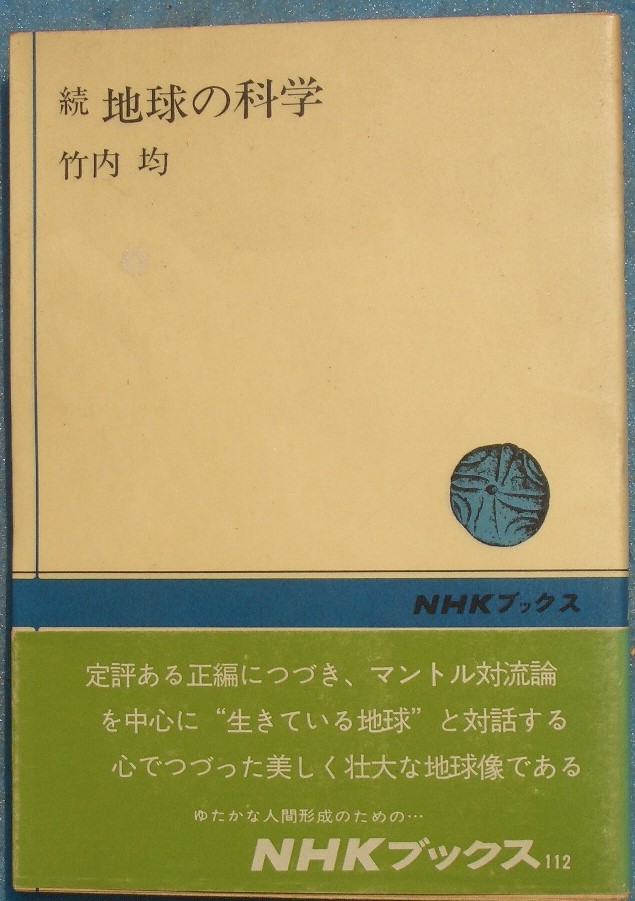 続 地球の科学
竹内 均
NHKブックス
定評ある正編につづき、マントル対流論
を中心に“生きている地球”と対話する
心でつづった美しく壮大な地球像である
ゆたかな人間形成のための…
NHKブックス112